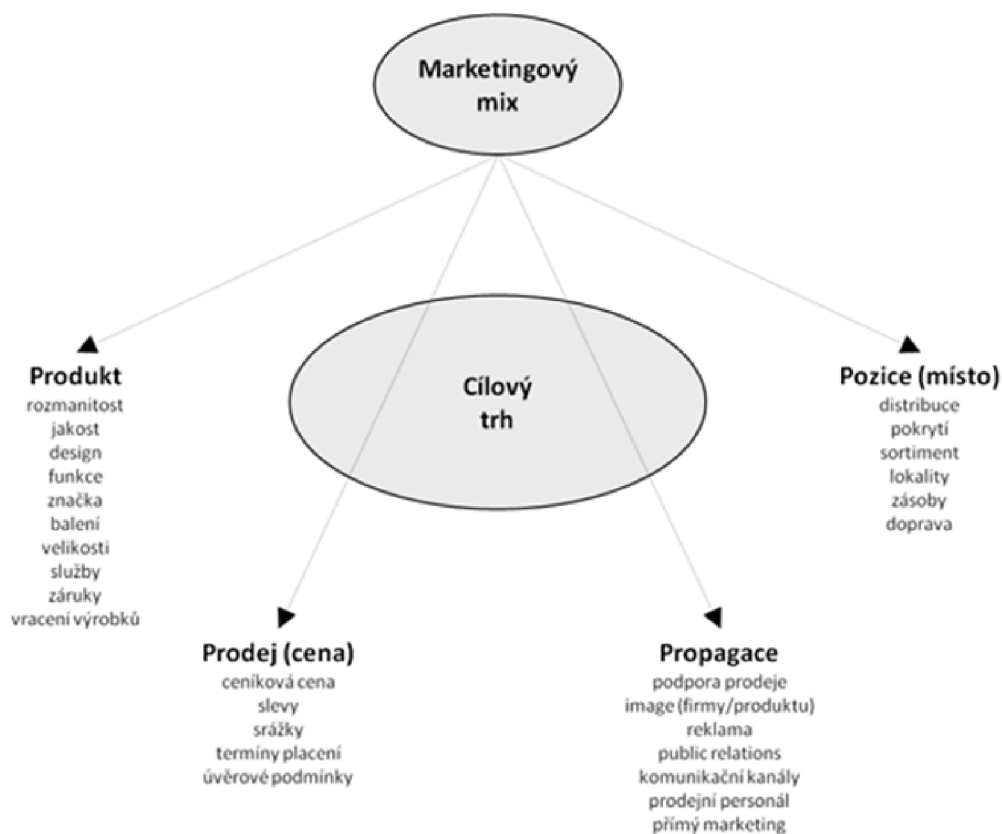 Marketingový
mix
Cílový
trh
Produkt
rozmanitost
jakost
design
funkce
značka
balení
velikosti
služby
záruky
vracení výrobků
Prodej (cena)
ceníková cena
slevy
srážky
termíny placení
úvěrové podmínky
Propagace
podpora prodeje
image (firmy/produktu)
reklama
public relations
komunikační kanály
prodejní personál
přímý marketing
Pozice (místo)
distribuce
pokrytí
sortiment
lokality
zásoby
doprava